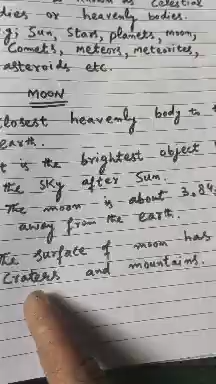 known as Celestial
dies or heavenly bodies.
g; Sun, Stars, planets, moon,
Comets, meteors, meteorites,
asteroids etc.
MOON
closest heavenly body to
earth.
t is the brightest object
the sky after Sun.
The moon is about 3.84
away from the earth.
The surface of moon has
Craters and mountains.